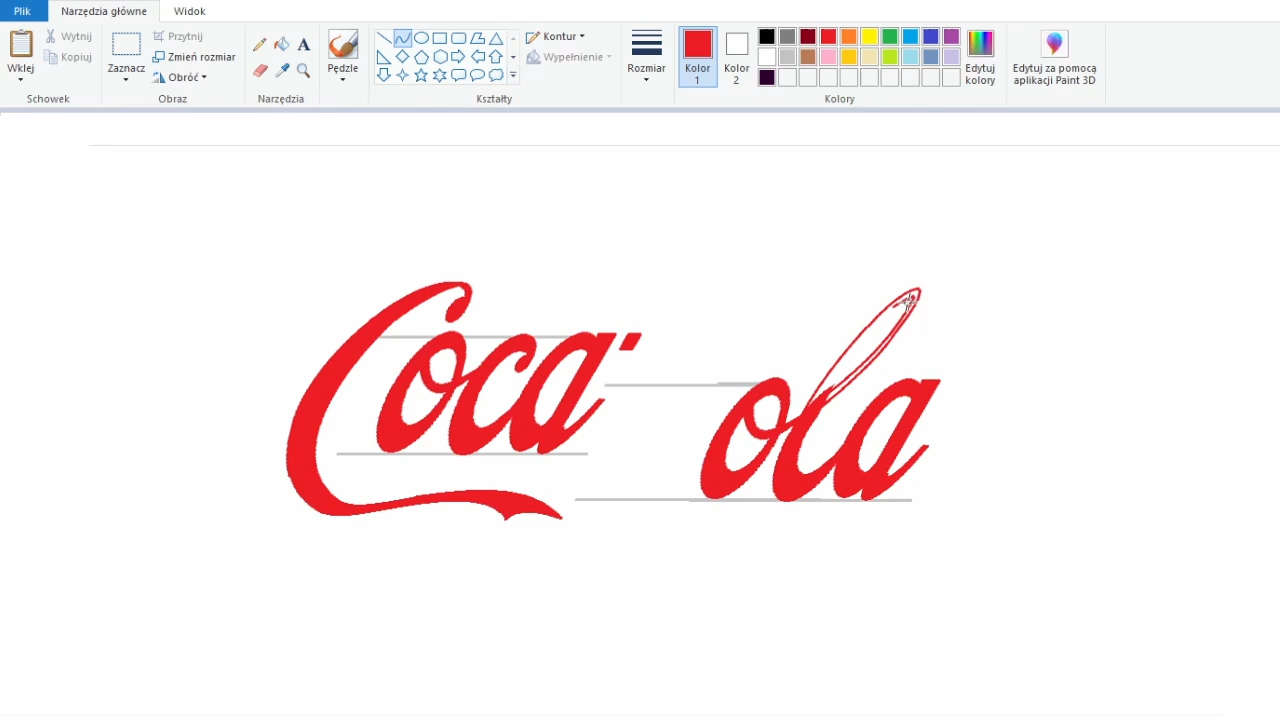 Plik Narzędzia główne Widok
Wklej Wytnij Kopiuj Schowek
Zaznacz Przytnij Zmień rozmiar Obróć Obraz
A Narzędzia
Pędzle
Kontur Wypełnienie Kształty
Rozmiar
Kolor 1 Kolor 2 Edytuj kolory Kolory
Edytuj za pomocą aplikacji Paint 3D
Coca- ola